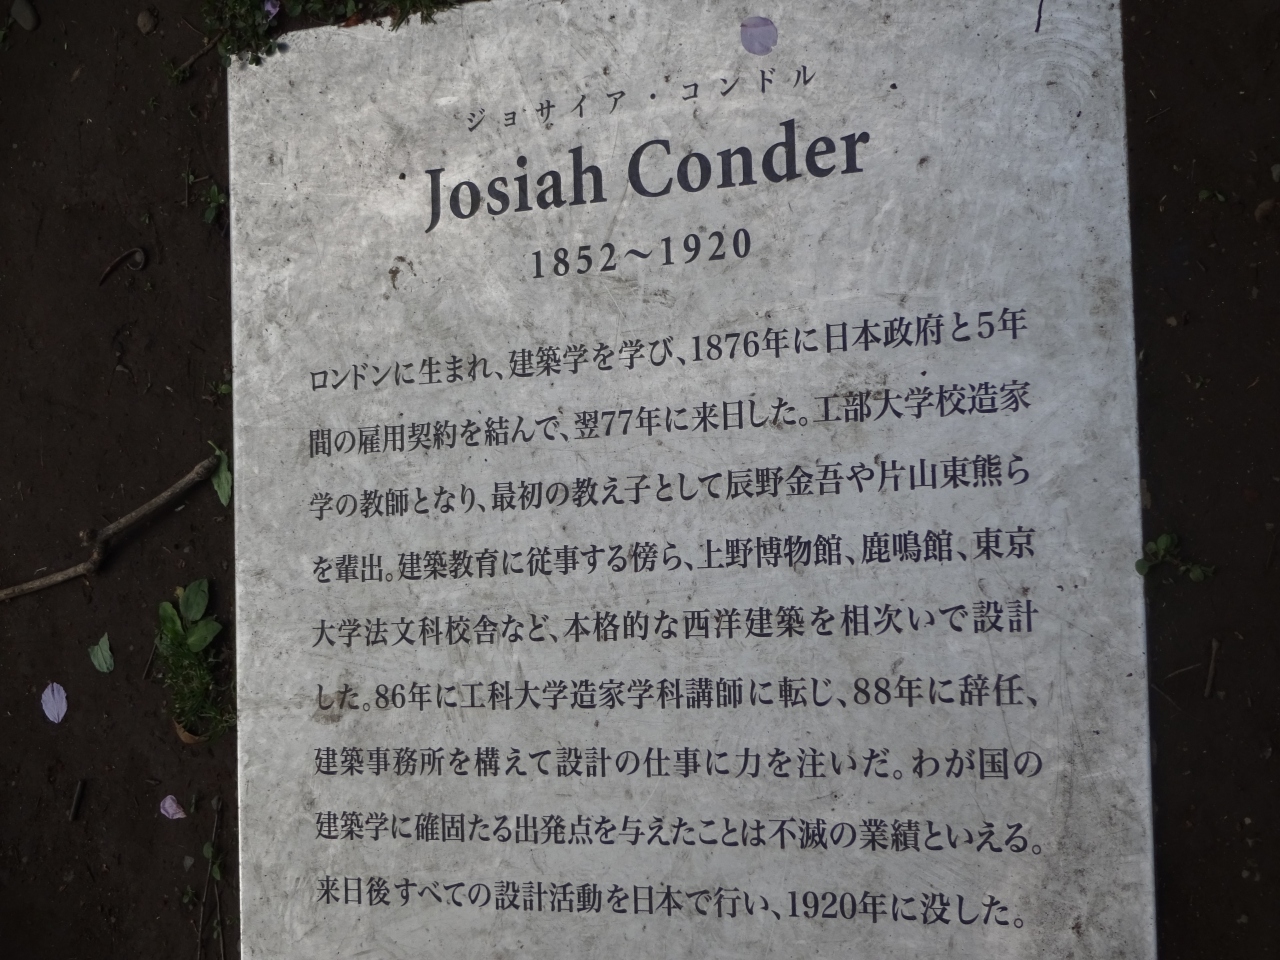 ジョサイア・コンドル
Josiah Conder
1852～1920
ロンドンに生まれ、建築学を学び、1876年に日本政府と5年
間の雇用契約を結んで、翌77年に来日した。工部大学校造家
学の教師となり、最初の教え子として辰野金吾や片山東熊ら
を輩出。建築教育に従事する傍ら、上野博物館、鹿鳴館、東京
大学法文科校舎など、本格的な西洋建築を相次いで設計
した。86年に工科大学造家学科講師に転じ、88年に辞任、
建築事務所を構えて設計の仕事に力を注いだ。わが国の
建築学に確固たる出発点を与えたことは不滅の業績といえる。
来日後すべての設計活動を日本で行い、1920年に没した。